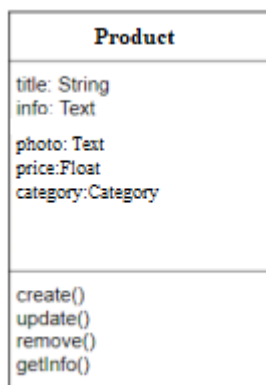 Product
title: String
info: Text
photo: Text
price:Float
category:Category
create()
update()
remove()
getInfo()